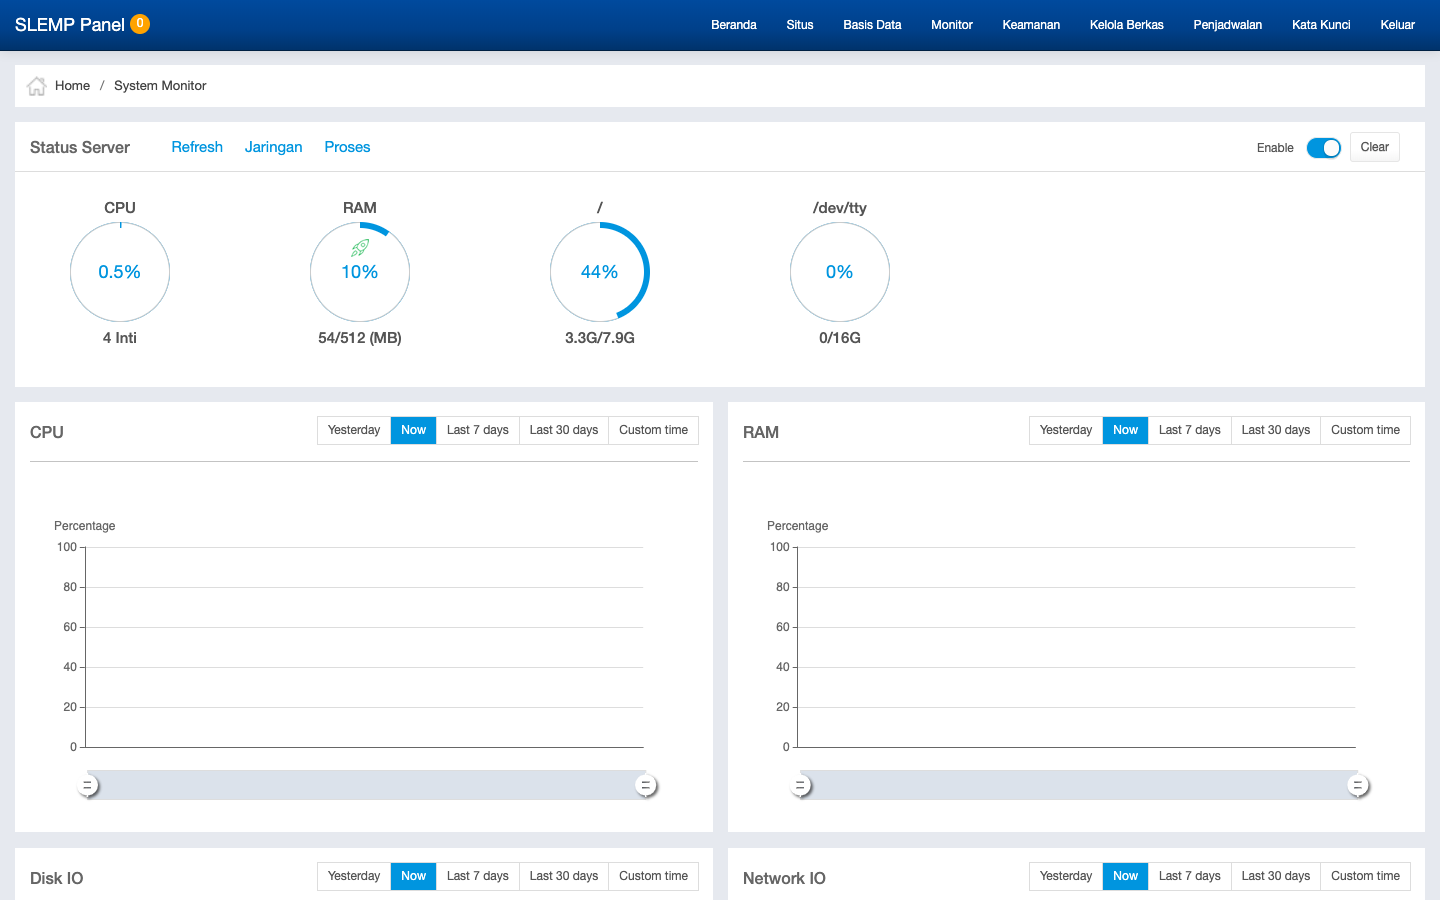 SLEMP Panel 0 Beranda Situs Basis Data Monitor Keamanan Kelola Berkas Penjadwalan Kata Kunci Keluar
Home / System Monitor
Status Server Refresh Jaringan Proses Enable Clear
CPU RAM / /dev/tty
0.5% 10% 44% 0%
4 Inti 54/512 (MB) 3.3G/7.9G 0/16G
CPU Yesterday Now Last 7 days Last 30 days Custom time
Percentage
100
80
60
40
20
0
RAM Yesterday Now Last 7 days Last 30 days Custom time
Percentage
100
80
60
40
20
0
Disk IO Yesterday Now Last 7 days Last 30 days Custom time
Network IO Yesterday Now Last 7 days Last 30 days Custom time